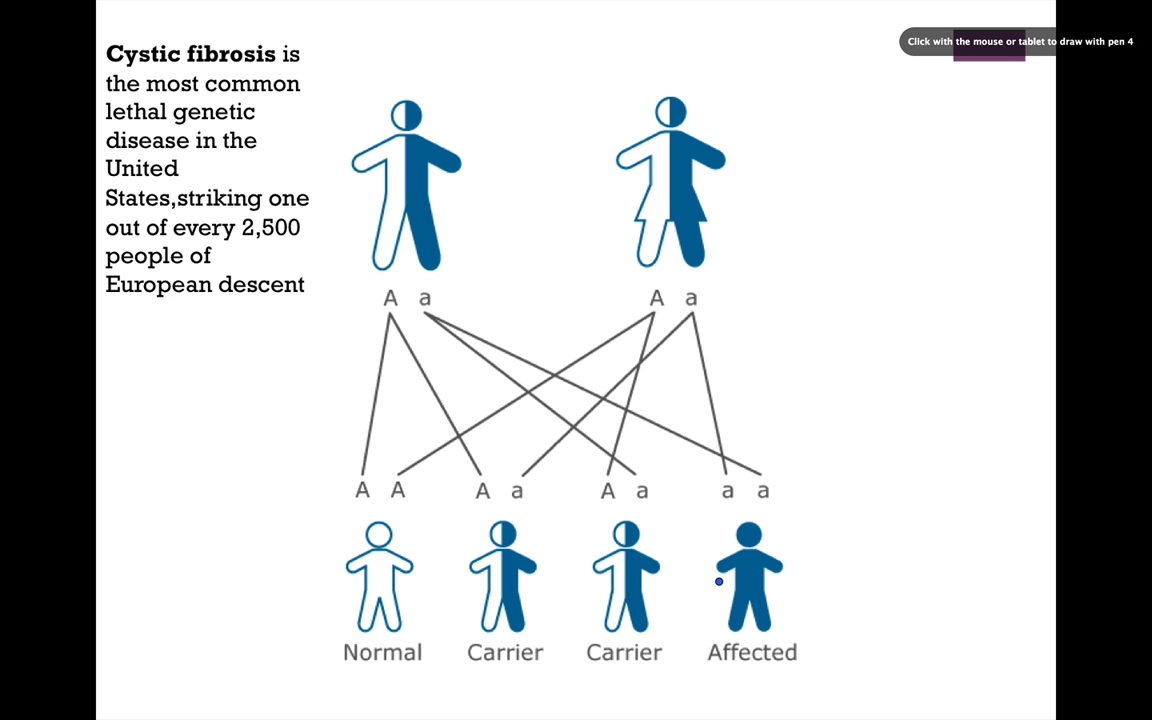 Cystic fibrosis is
the most common
lethal genetic
disease in the
United
States,striking one
out of every 2,500
people of
European descent
Click with the mouse or tablet to draw with pen 4
A a
A a
A A
A a
A a
a a
Normal
Carrier
Carrier
Affected